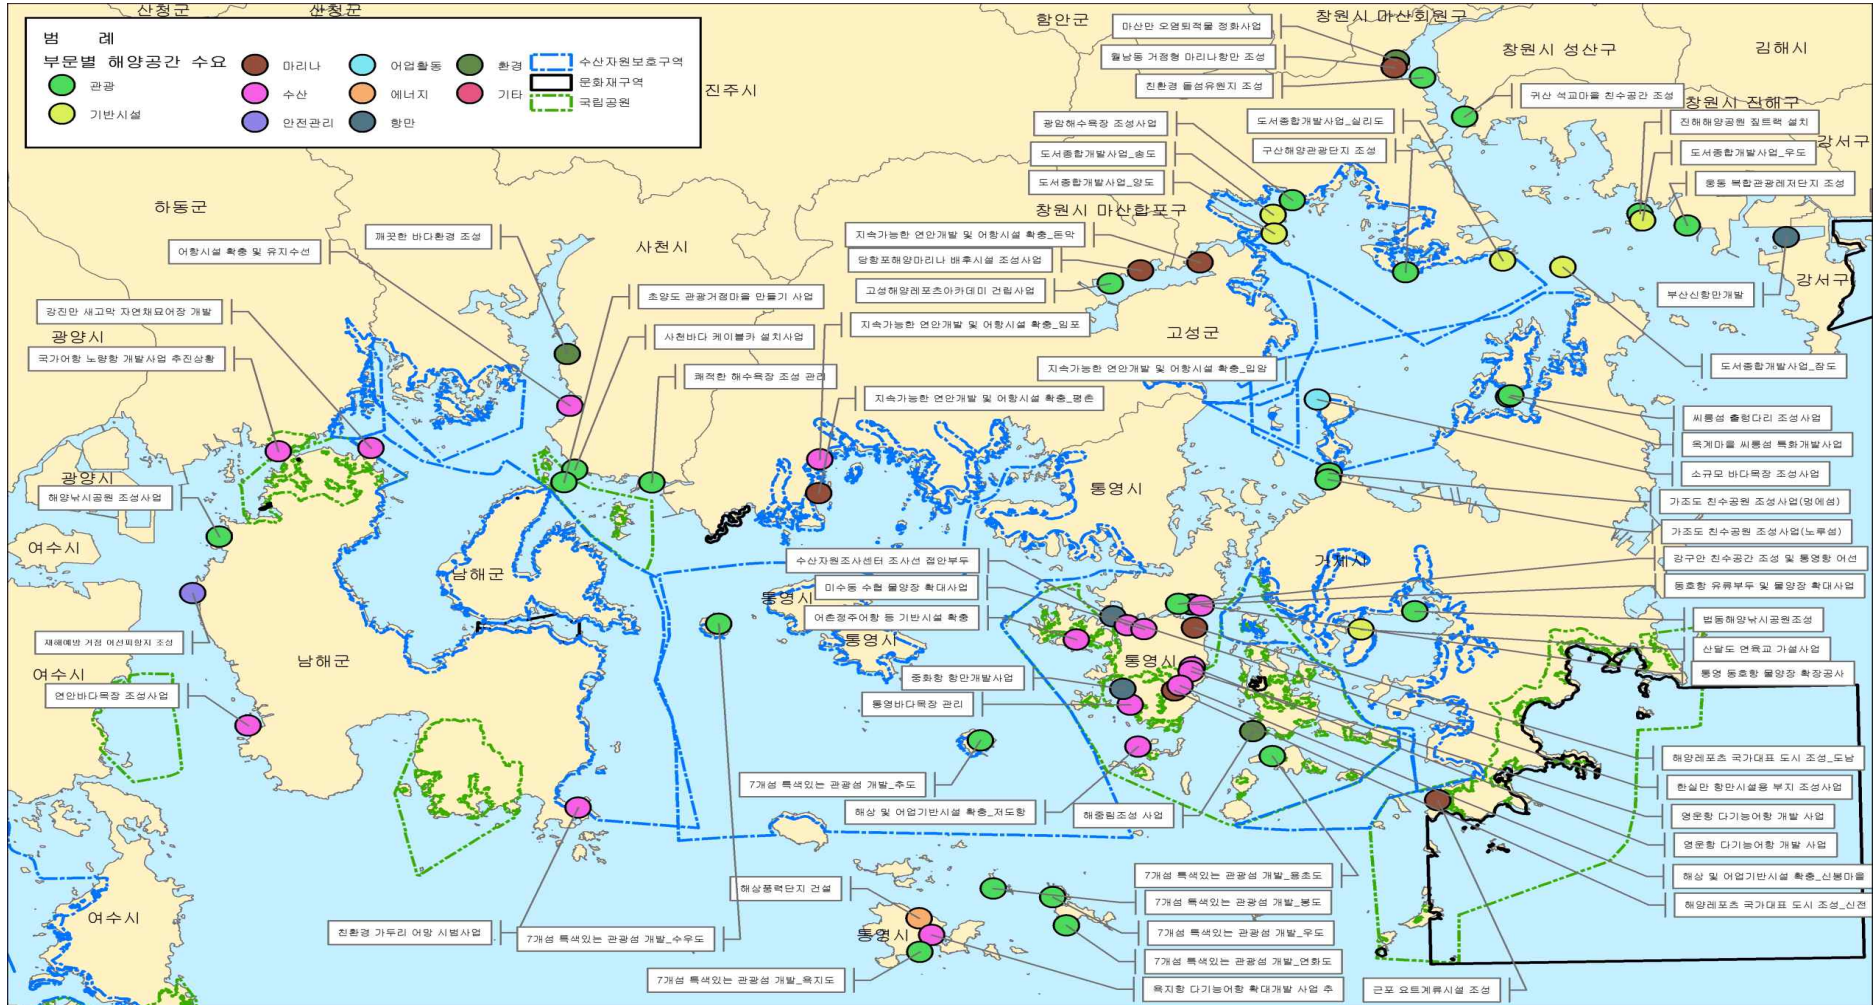 산청군
산청군
범 례
부문별 해양공간 수요
관광
기반시설
마리나
수산
안전관리
어업활동
에너지
항만
환경
기타
수산자원보호구역
문화재구역
국립공원
함안군
창원시 마산회원구
창원시 성산구
김해시
진주시
마산만 오염퇴적물 정화사업
월남동 거점형 마리나항만 조성
친환경 돝섬유원지 조성
귀산 석교마을 친수공간 조성
창원시 진해구
진해해양공원 짚트랙 설치
강서구
광암해수욕장 조성사업
도서종합개발사업_실리도
도서종합개발사업_송도
구산해양관광단지 조성
도서종합개발사업_우도
도서종합개발사업_양도
웅동 복합관광레저단지 조성
하동군
창원시 마산합포구
깨끗한 바다환경 조성
사천시
어항시설 확충 및 유지수선
지속가능한 연안개발 및 어항시설 확충_돈막
당항포해양마리나 배후시설 조성사업
고성해양레포츠아카데미 건립사업
부산신항만개발
강서구
강진만 새고막 자연채묘어장 개발
초양도 관광거점마을 만들기 사업
지속가능한 연안개발 및 어항시설 확충_임포
고성군
광양시
사천바다 케이블카 설치사업
국가어항 노량항 개발사업 추진상황
쾌적한 해수욕장 조성 관리
지속가능한 연안개발 및 어항시설 확충_입암
도서종합개발사업_잠도
지속가능한 연안개발 및 어항시설 확충_평촌
씨릉섬 출렁다리 조성사업
옥계마을 씨릉섬 특화개발사업
소규모 바다목장 조성사업
광양시
해양낚시공원 조성사업
통영시
가조도 친수공원 조성사업(멍에섬)
가조도 친수공원 조성사업(노루섬)
여수시
수산자원조사센터 조사선 접안부두
거제시
강구안 친수공간 조성 및 통영항 어선
남해군
미수동 수협 물양장 확대사업
동호항 유류부두 및 물양장 확대사업
통영시
어촌정주어항 등 기반시설 확충
법동해양낚시공원조성
재해예방 거점 어선피항지 조성
통영시
산달도 연륙교 가설사업
남해군
통영시
통영 동호항 물양장 확장공사
여수시
중화항 항만개발사업
연안바다목장 조성사업
통영바다목장 관리
해양레포츠 국가대표 도시 조성_도남
7개섬 특색있는 관광섬 개발_추도
한실만 항만시설용 부지 조성사업
해상 및 어업기반시설 확충_저도항
해중림조성 사업
영운항 다기능어항 개발 사업
영운항 다기능어항 개발 사업
7개섬 특색있는 관광섬 개발_용초도
해상 및 어업기반시설 확충_신봉마을
해상풍력단지 건설
7개섬 특색있는 관광섬 개발_봉도
해양레포츠 국가대표 도시 조성_신전
여수시
친환경 가두리 어망 시범사업
7개섬 특색있는 관광섬 개발_수우도
통영시
7개섬 특색있는 관광섬 개발_우도
7개섬 특색있는 관광섬 개발_연화도
7개섬 특색있는 관광섬 개발_욕지도
욕지항 다기능어항 확대개발 사업 추
근포 요트계류시설 조성